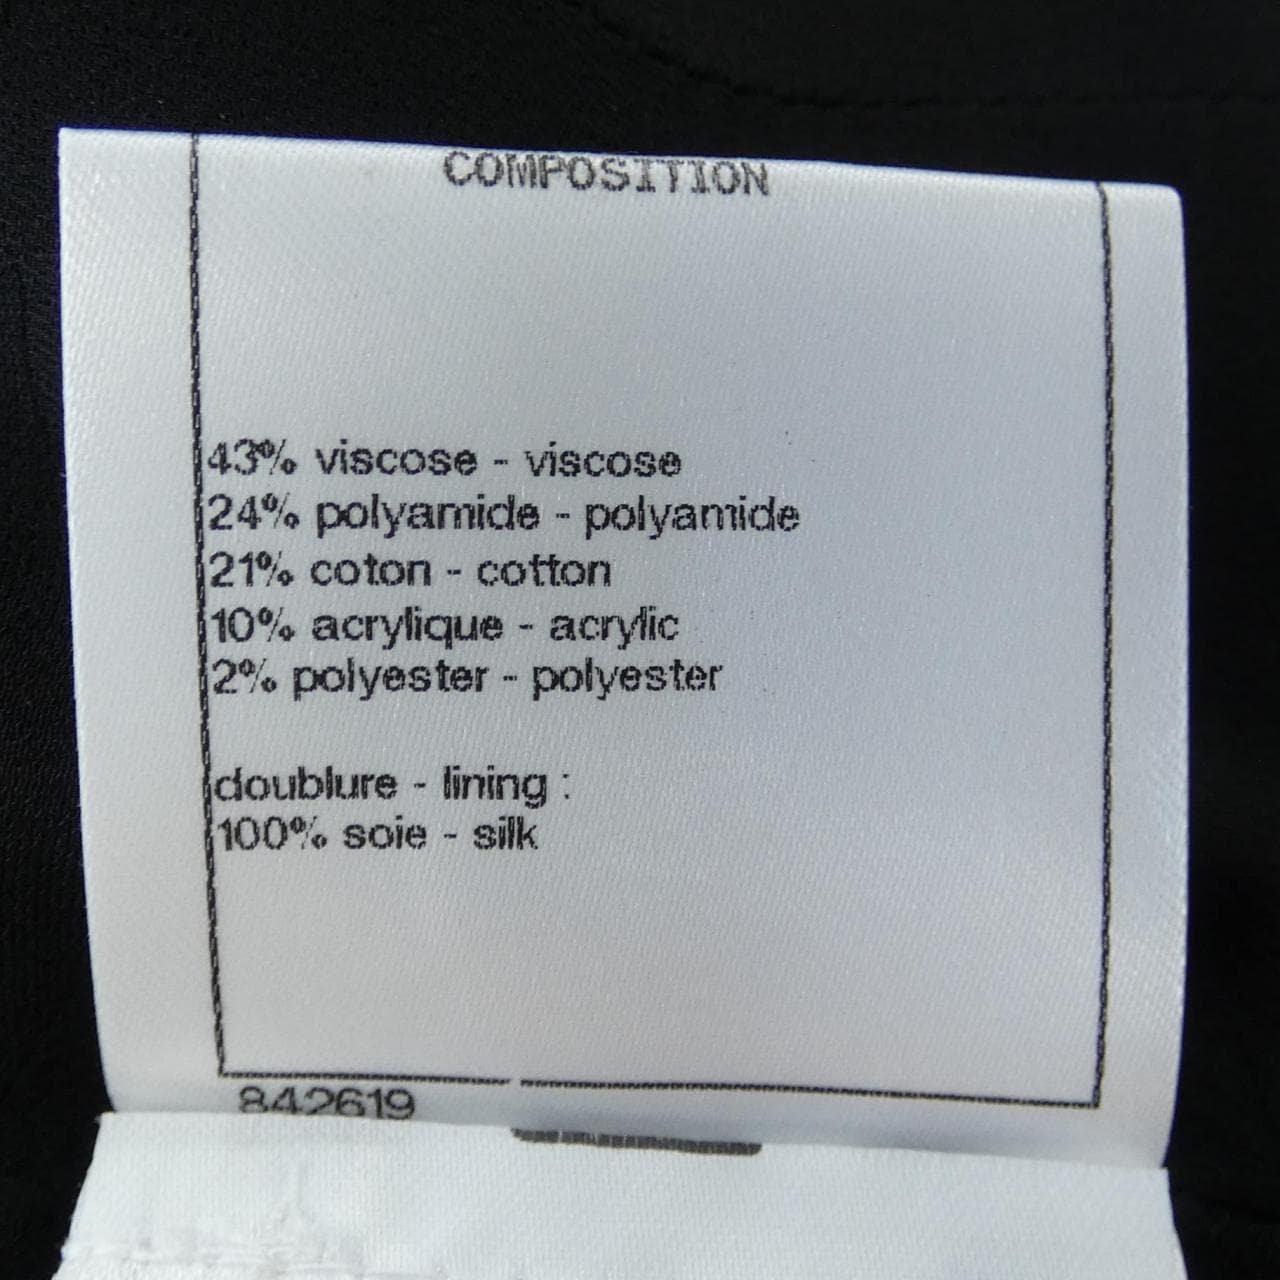 COMPOSITION
43% viscose - viscose
24% polyamide - polyamide
21% coton - cotton
10% acrylique - acrylic
2% polyester - polyester
doublure - lining :
100% soie - silk
842619